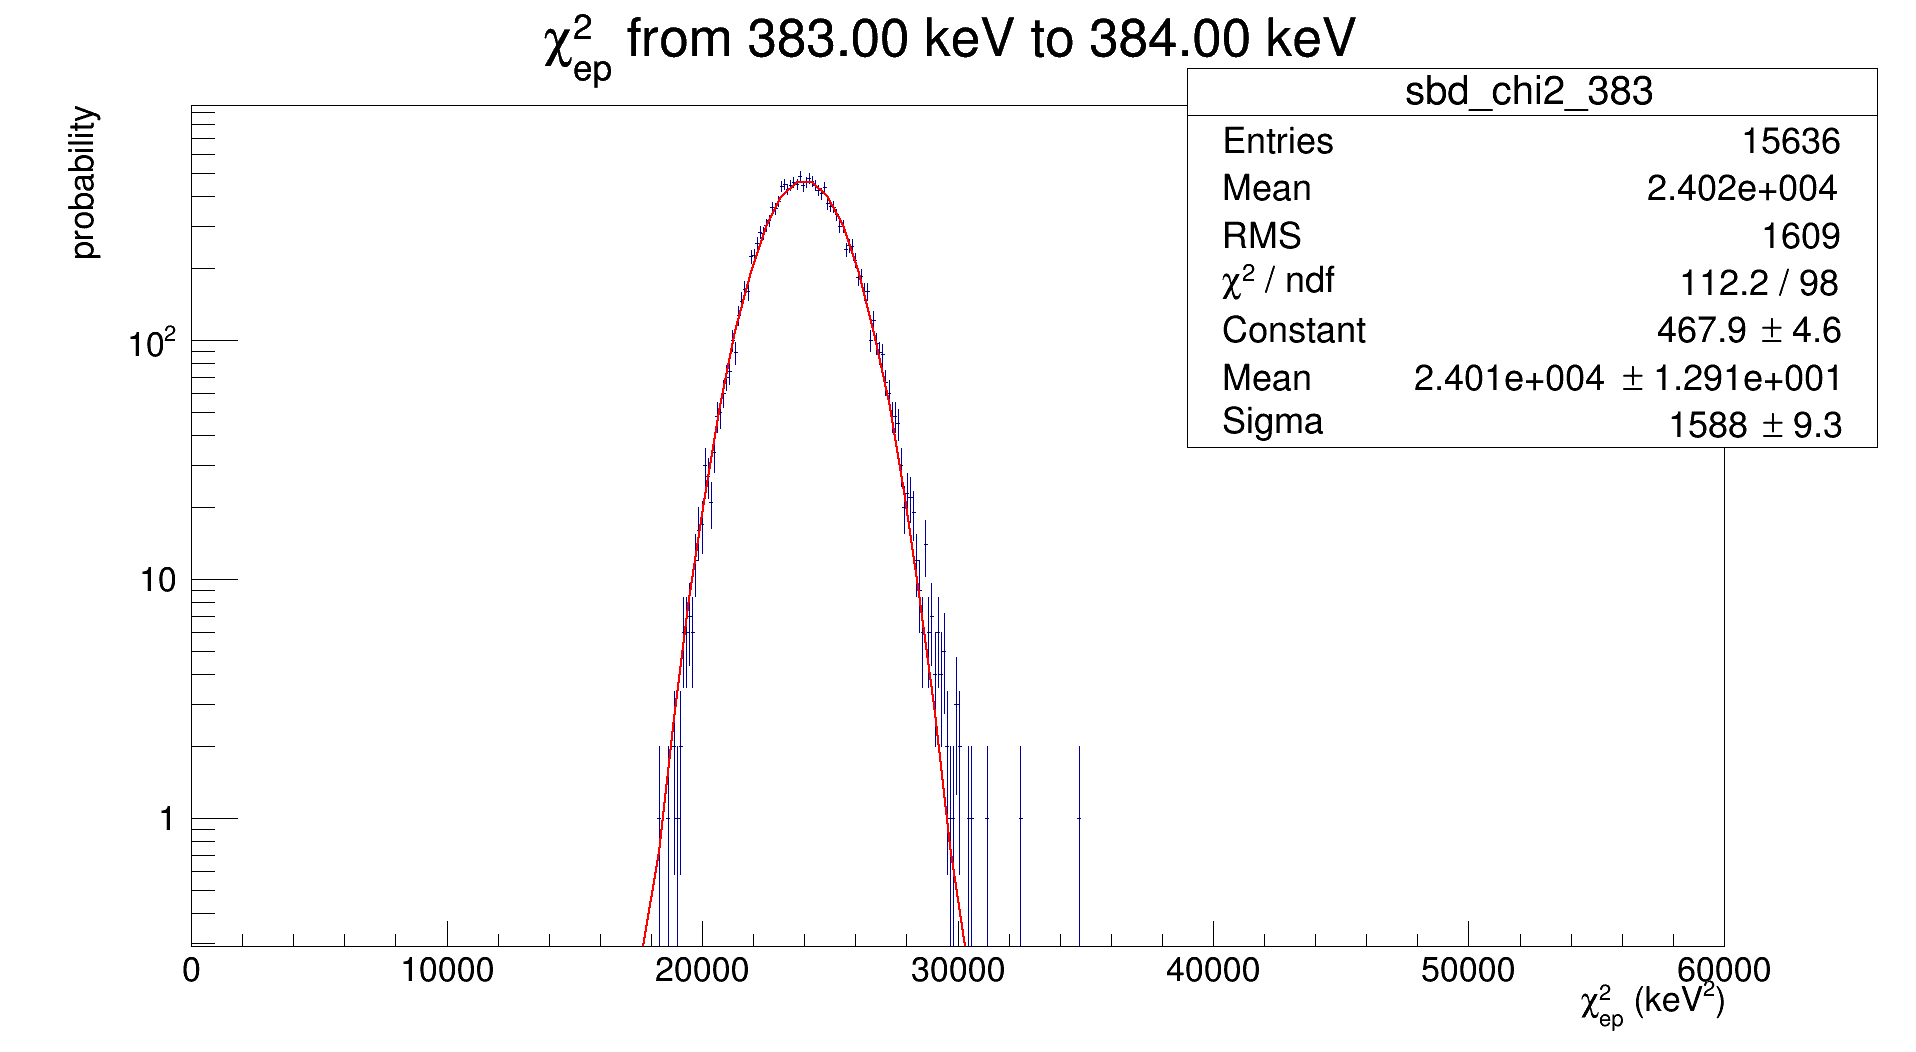 χ²ep from 383.00 keV to 384.00 keV
probability
sbd_chi2_383
Entries 15636
Mean 2.402e+004
RMS 1609
χ² / ndf 112.2 / 98
Constant 467.9 ± 4.6
Mean 2.401e+004 ± 1.291e+001
Sigma 1588 ± 9.3
10²
10
1
0 10000 20000 30000 40000 50000 60000
χ²ep (keV²)